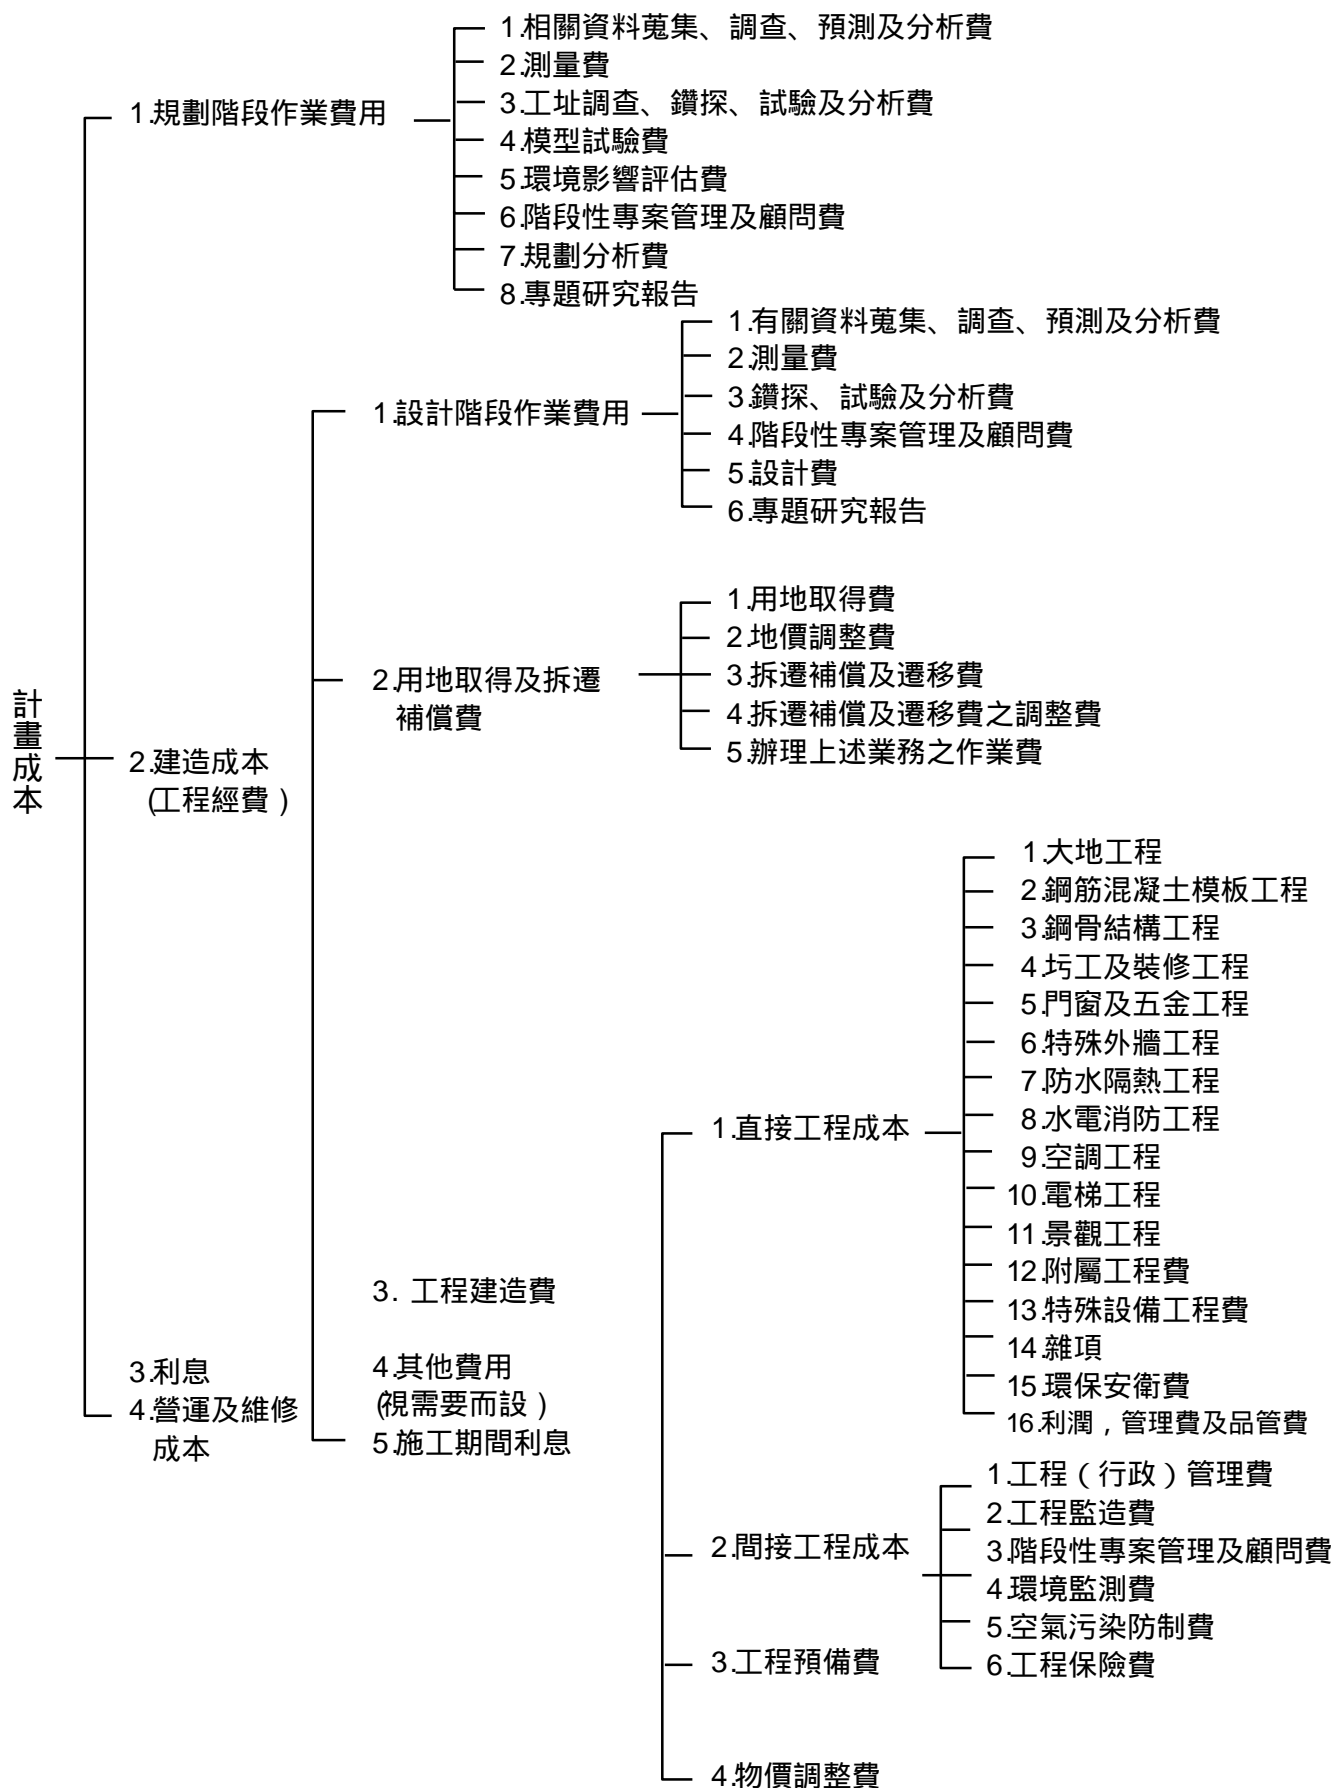 計畫成本
1.規劃階段作業費用
1.相關資料蒐集、調查、預測及分析費
2.測量費
3.工址調查、鑽探、試驗及分析費
4.模型試驗費
5.環境影響評估費
6.階段性專案管理及顧問費
7.規劃分析費
8.專題研究報告
2.建造成本
(工程經費)
1.設計階段作業費用
1.有關資料蒐集、調查、預測及分析費
2.測量費
3.鑽探、試驗及分析費
4.階段性專案管理及顧問費
5.設計費
6.專題研究報告
2.用地取得及拆遷
補償費
1.用地取得費
2.地價調整費
3.拆遷補償及遷移費
4.拆遷補償及遷移費之調整費
5.辦理上述業務之作業費
3. 工程建造費
1.直接工程成本
1.大地工程
2.鋼筋混凝土模板工程
3.鋼骨結構工程
4.圬工及裝修工程
5.門窗及五金工程
6.特殊外牆工程
7.防水隔熱工程
8.水電消防工程
9.空調工程
10.電梯工程
11.景觀工程
12.附屬工程費
13.特殊設備工程費
14.雜項
15.環保安衛費
16.利潤，管理費及品管費
2.間接工程成本
1.工程（行政）管理費
2.工程監造費
3.階段性專案管理及顧問費
4.環境監測費
5.空氣污染防制費
6.工程保險費
3.工程預備費
4.物價調整費
4.其他費用
(視需要而設)
5.施工期間利息
3.利息
4.營運及維修
成本